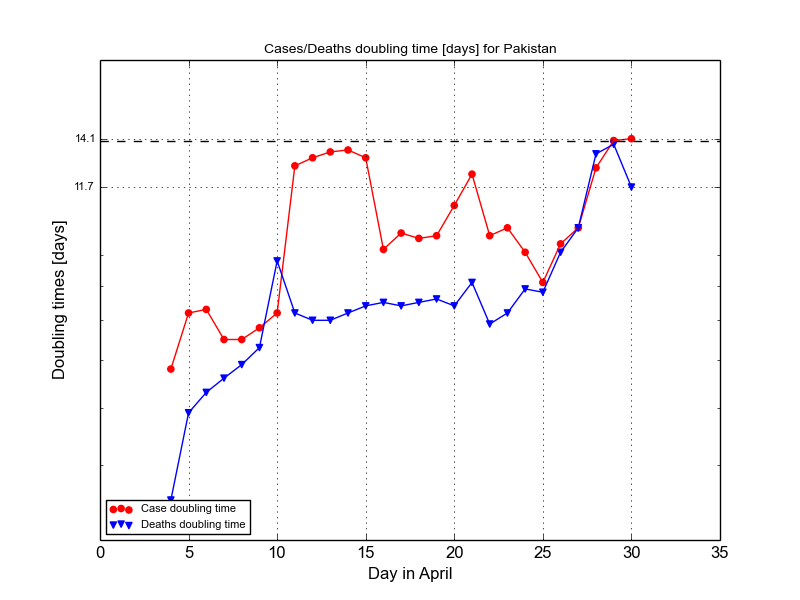 Cases/Deaths doubling time [days] for Pakistan
14.1
11.7
Doubling times [days]
Case doubling time
Deaths doubling time
0 5 10 15 20 25 30 35
Day in April